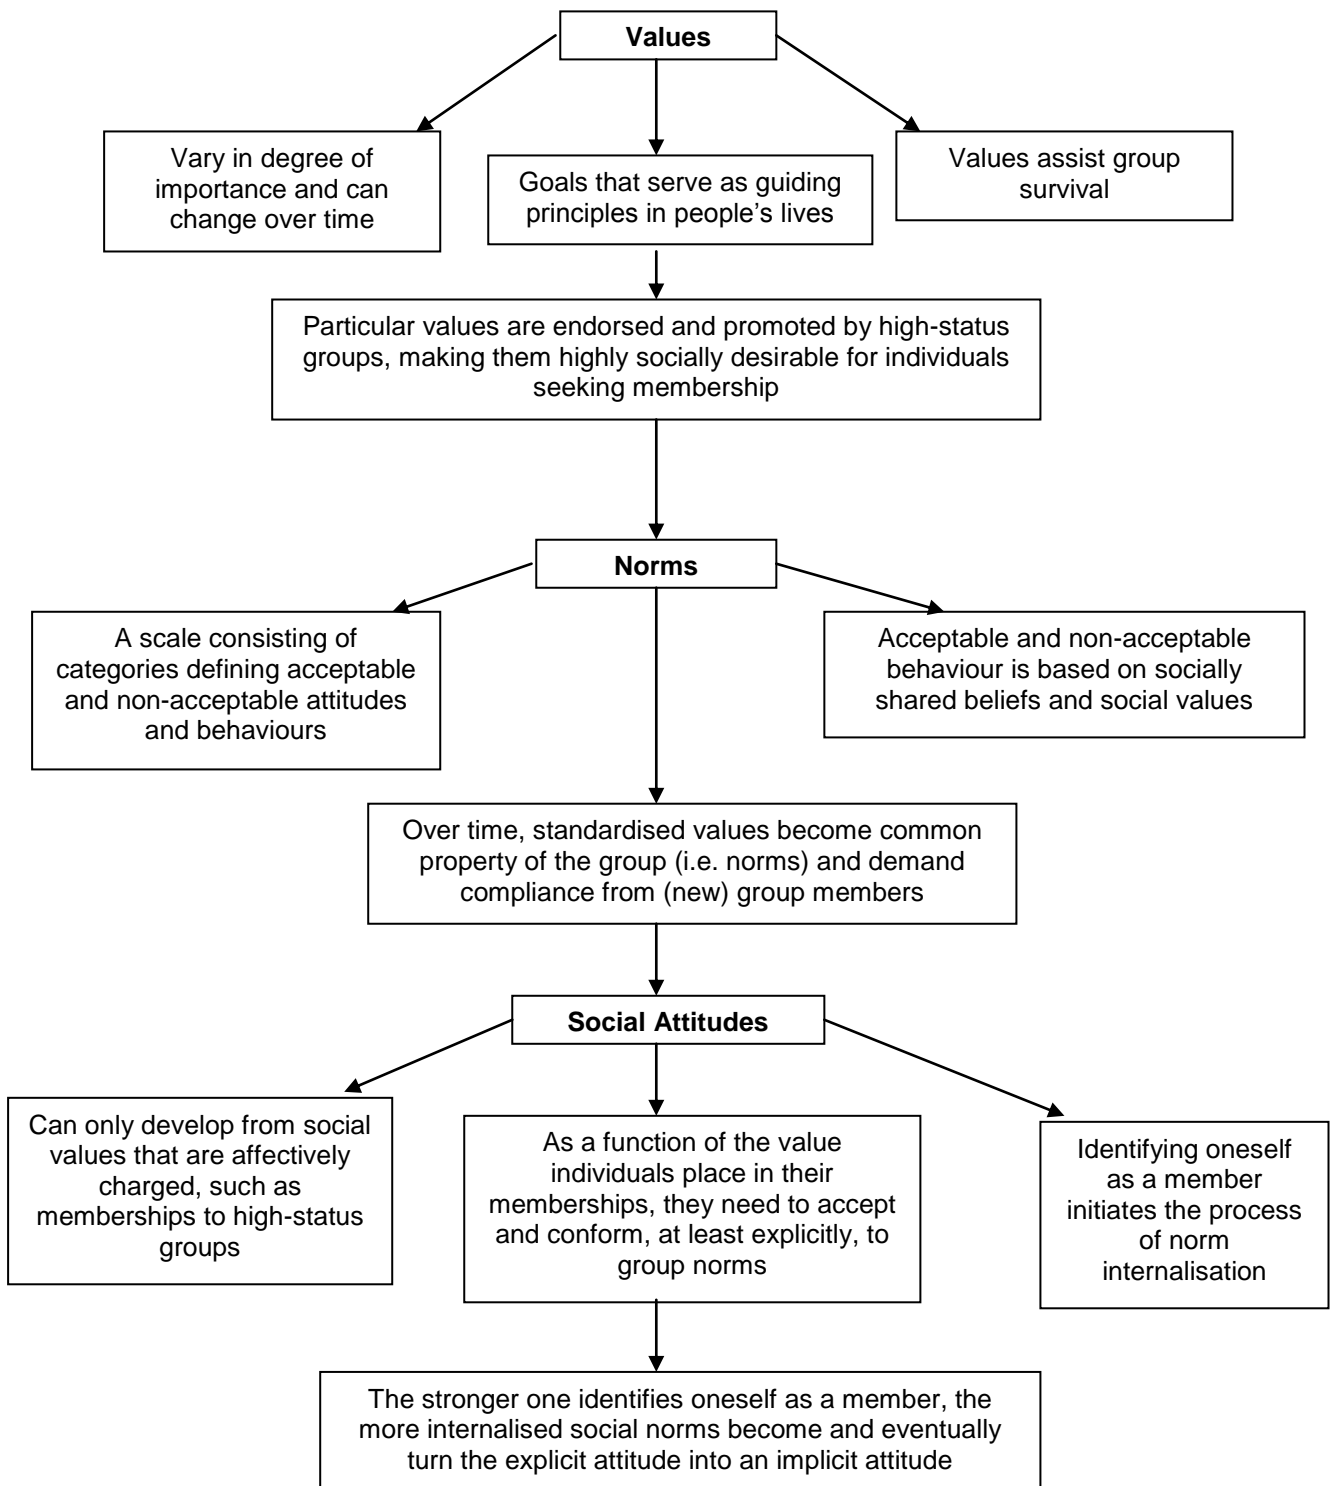 Values
Vary in degree of
importance and can
change over time
Goals that serve as guiding
principles in people’s lives
Values assist group
survival
Particular values are endorsed and promoted by high-status
groups, making them highly socially desirable for individuals
seeking membership
Norms
A scale consisting of
categories defining acceptable
and non-acceptable attitudes
and behaviours
Acceptable and non-acceptable
behaviour is based on socially
shared beliefs and social values
Over time, standardised values become common
property of the group (i.e. norms) and demand
compliance from (new) group members
Social Attitudes
Can only develop from social
values that are affectively
charged, such as
memberships to high-status
groups
As a function of the value
individuals place in their
memberships, they need to accept
and conform, at least explicitly, to
group norms
Identifying oneself
as a member
initiates the process
of norm
internalisation
The stronger one identifies oneself as a member, the
more internalised social norms become and eventually
turn the explicit attitude into an implicit attitude